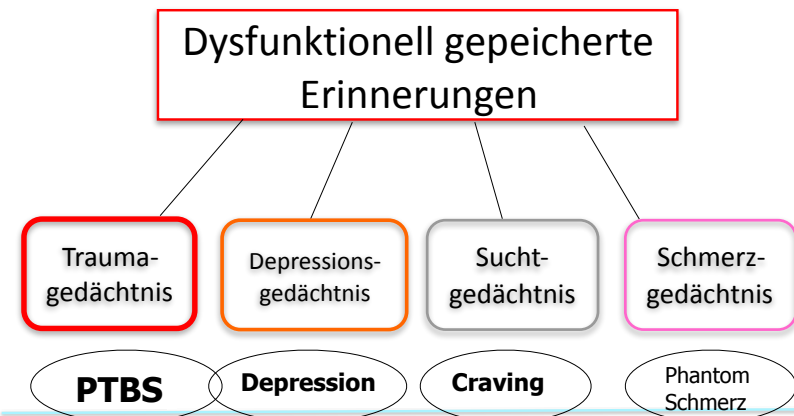 Dysfunktionell gepeicherte
Erinnerungen
Trauma-
gedächtnis
Depressions-
gedächtnis
Sucht-
gedächtnis
Schmerz-
gedächtnis
PTBS
Depression
Craving
Phantom
Schmerz